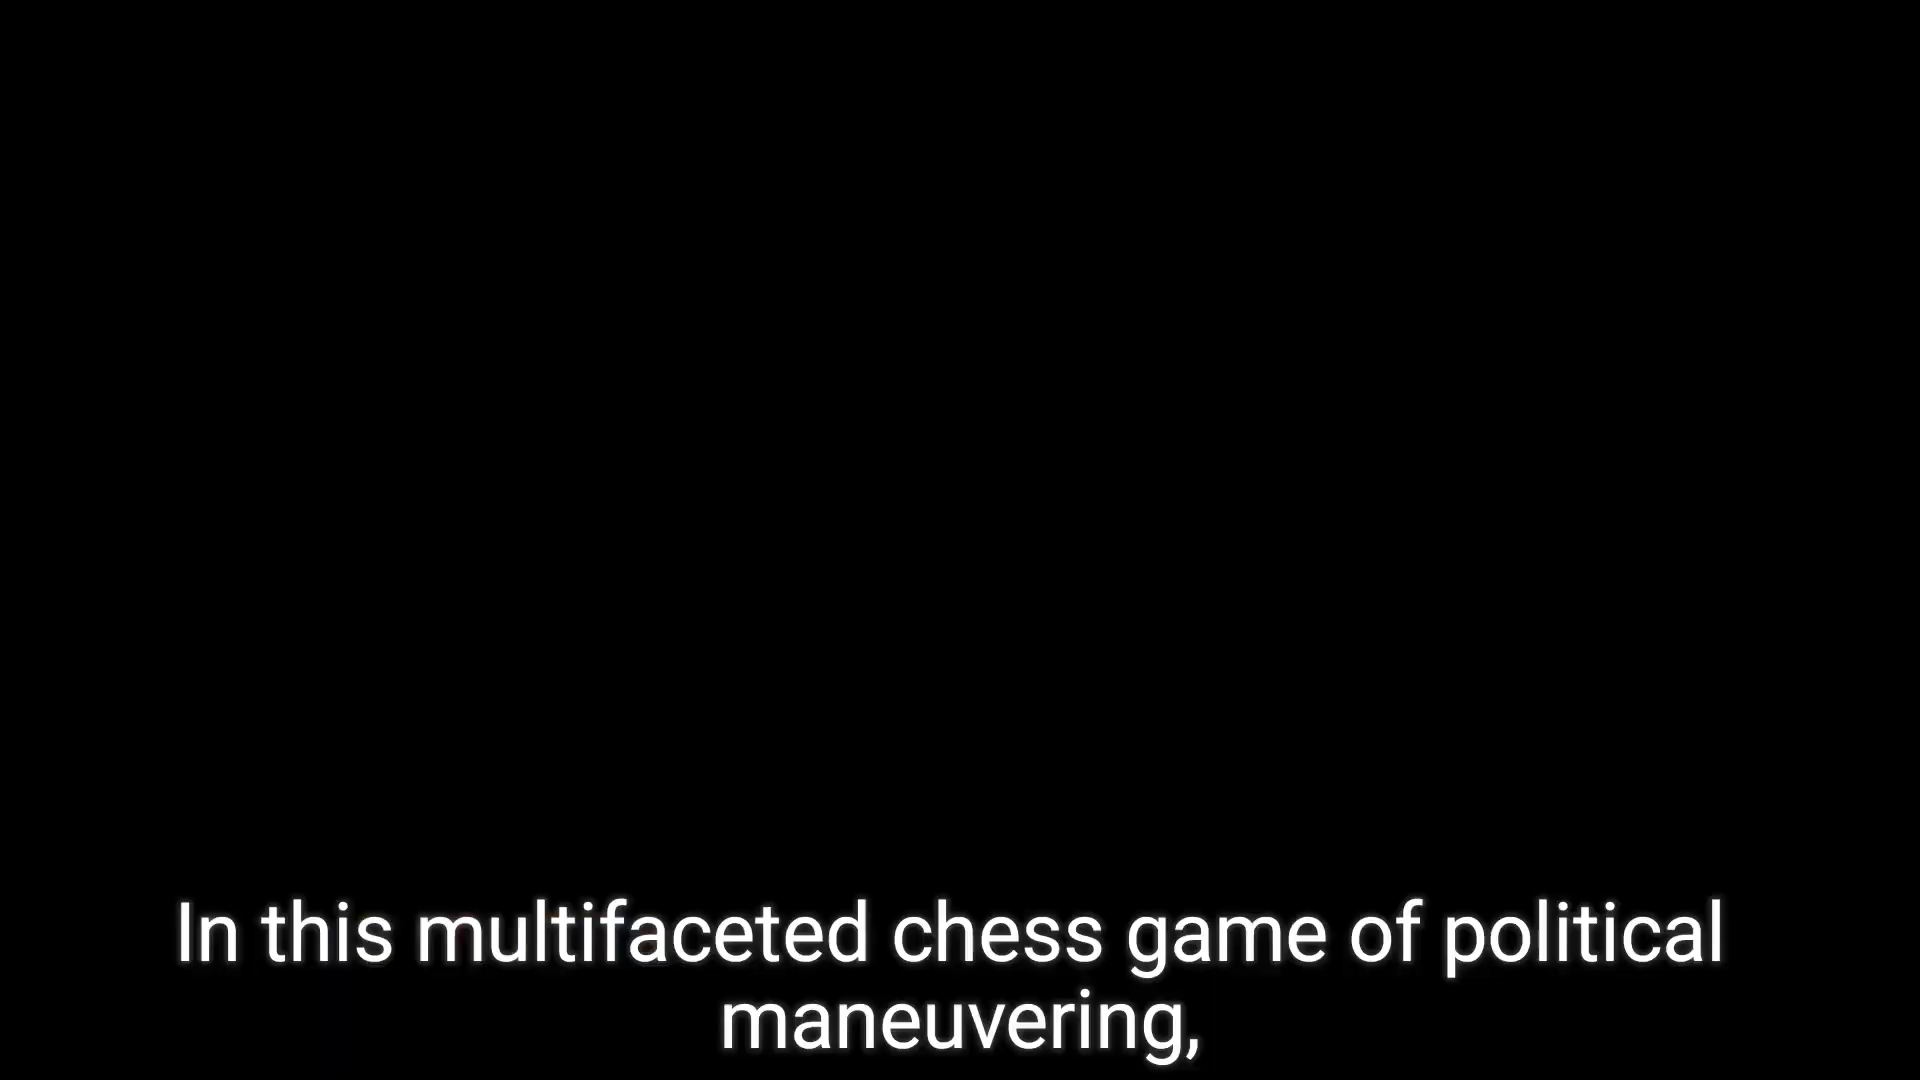 In this multifaceted chess game of political
maneuvering,